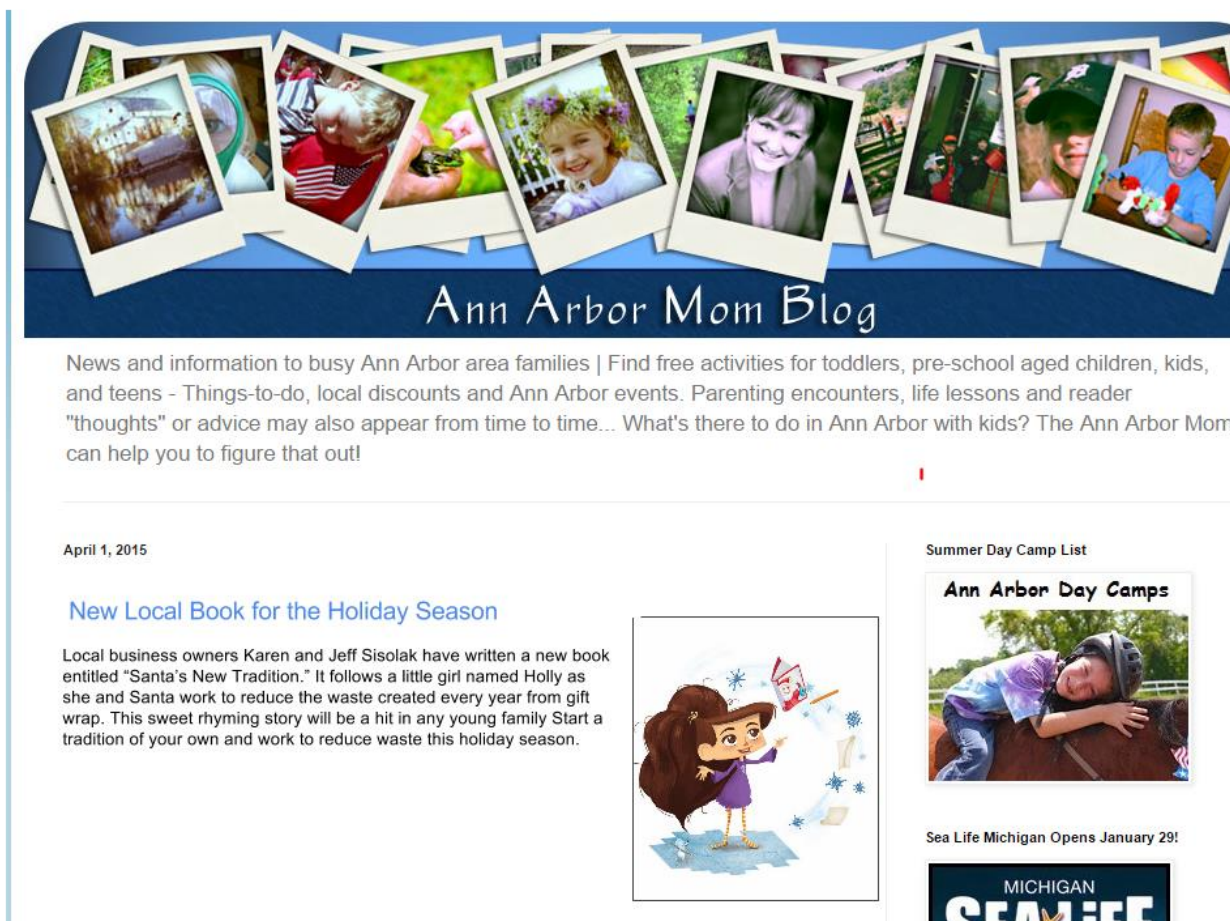 Ann Arbor Mom Blog
News and information to busy Ann Arbor area families | Find free activities for toddlers, pre-school aged children, kids,
and teens - Things-to-do, local discounts and Ann Arbor events. Parenting encounters, life lessons and reader
"thoughts" or advice may also appear from time to time... What's there to do in Ann Arbor with kids? The Ann Arbor Mom
can help you to figure that out!
April 1, 2015
New Local Book for the Holiday Season
Local business owners Karen and Jeff Sisolak have written a new book
entitled “Santa’s New Tradition.” It follows a little girl named Holly as
she and Santa work to reduce the waste created every year from gift
wrap. This sweet rhyming story will be a hit in any young family Start a
tradition of your own and work to reduce waste this holiday season.
Summer Day Camp List
Ann Arbor Day Camps
Sea Life Michigan Opens January 29!
MICHIGAN
SEA LiFE